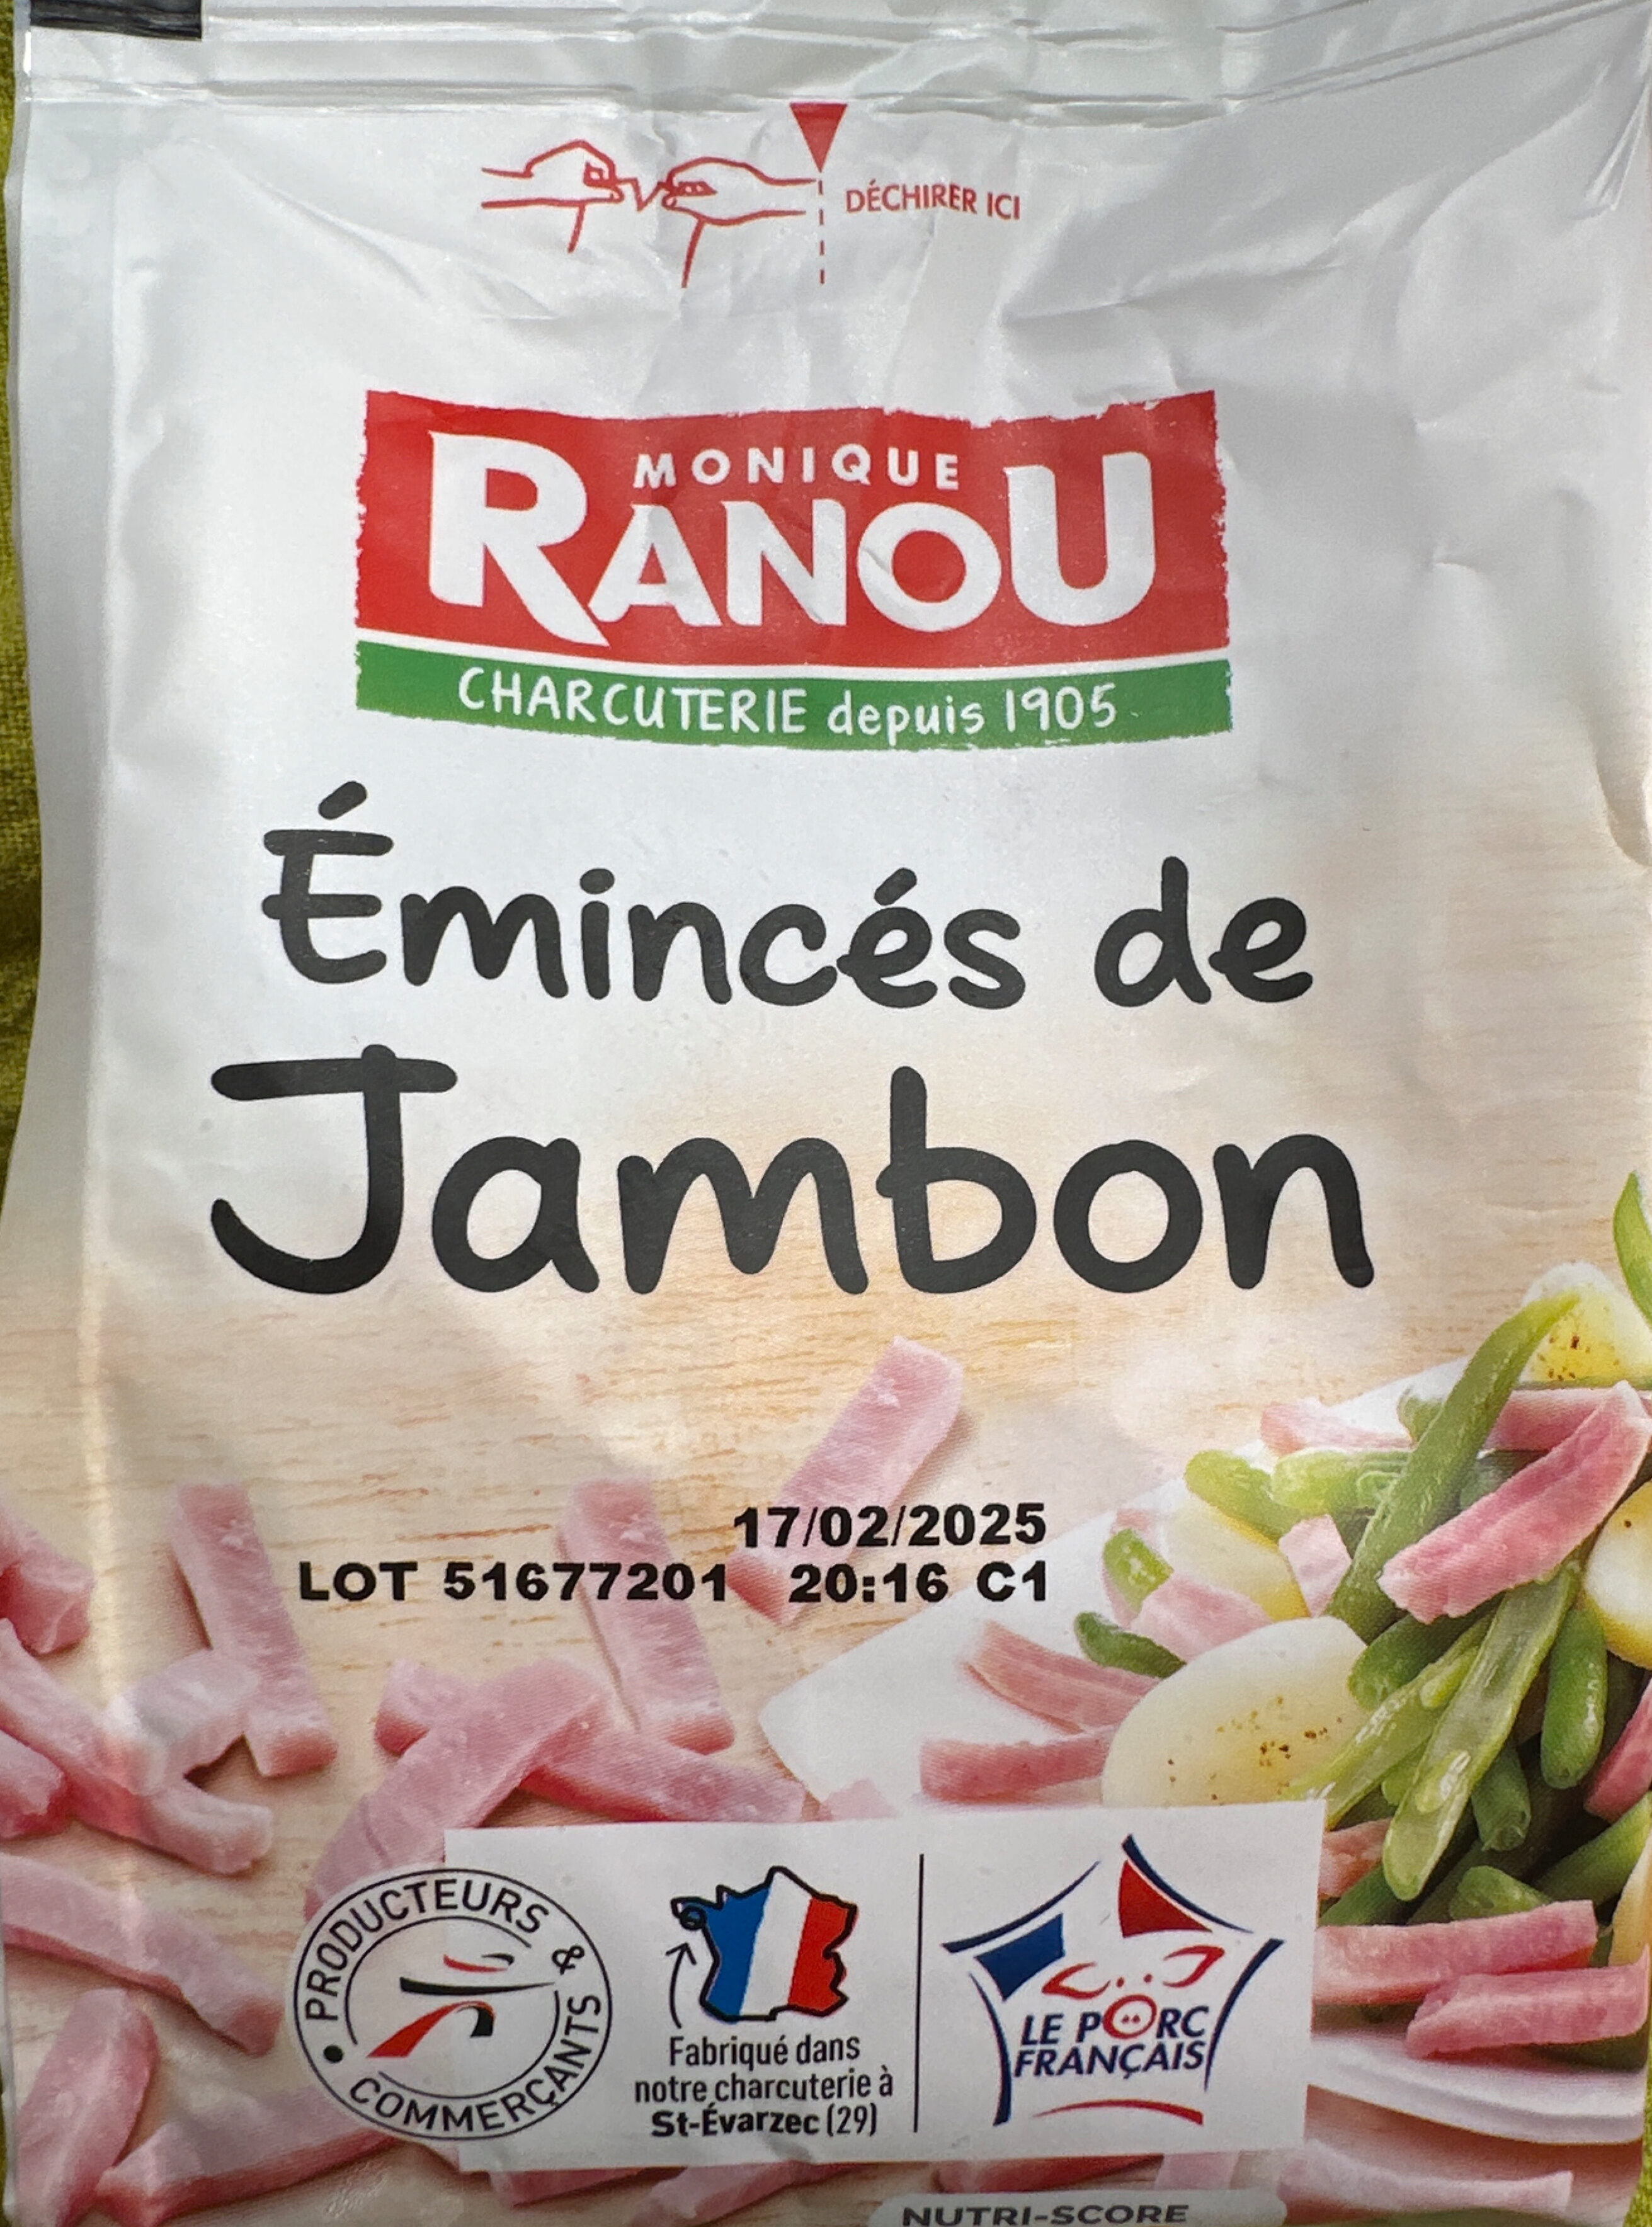 DÉCHIRER ICI
MONIQUE
RANOU
CHARCUTERIE depuis 1905
Émincés de
Jambon
17/02/2025
LOT 51677201 20:16 C1
PRODUCTEURS & COMMERÇANTS
Fabriqué dans
notre charcuterie à
St-Évarzec (29)
LE PORC
FRANÇAIS
NUTRI-SCORE